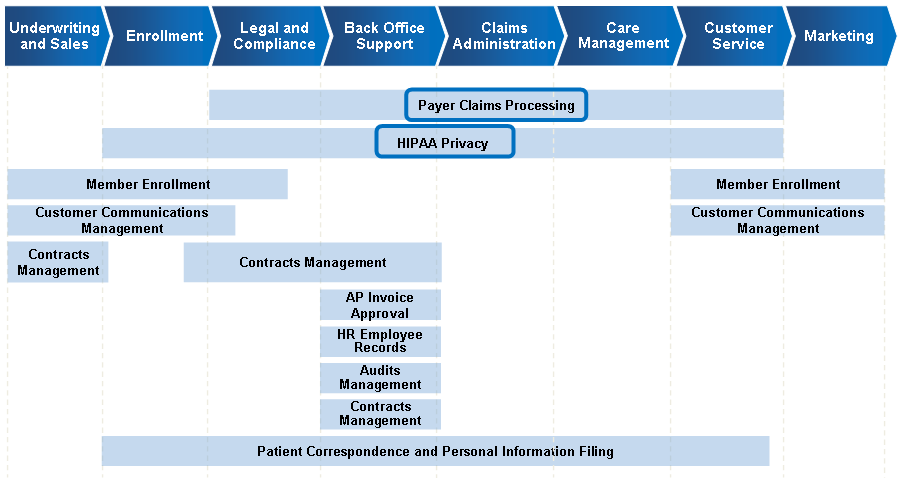 Underwriting
and Sales
Enrollment
Legal and
Compliance
Back Office
Support
Claims
Administration
Care
Management
Customer
Service
Marketing
Payer Claims Processing
HIPAA Privacy
Member Enrollment
Member Enrollment
Customer Communications
Management
Customer Communications
Management
Contracts
Management
Contracts Management
AP Invoice
Approval
HR Employee
Records
Audits
Management
Contracts
Management
Patient Correspondence and Personal Information Filing